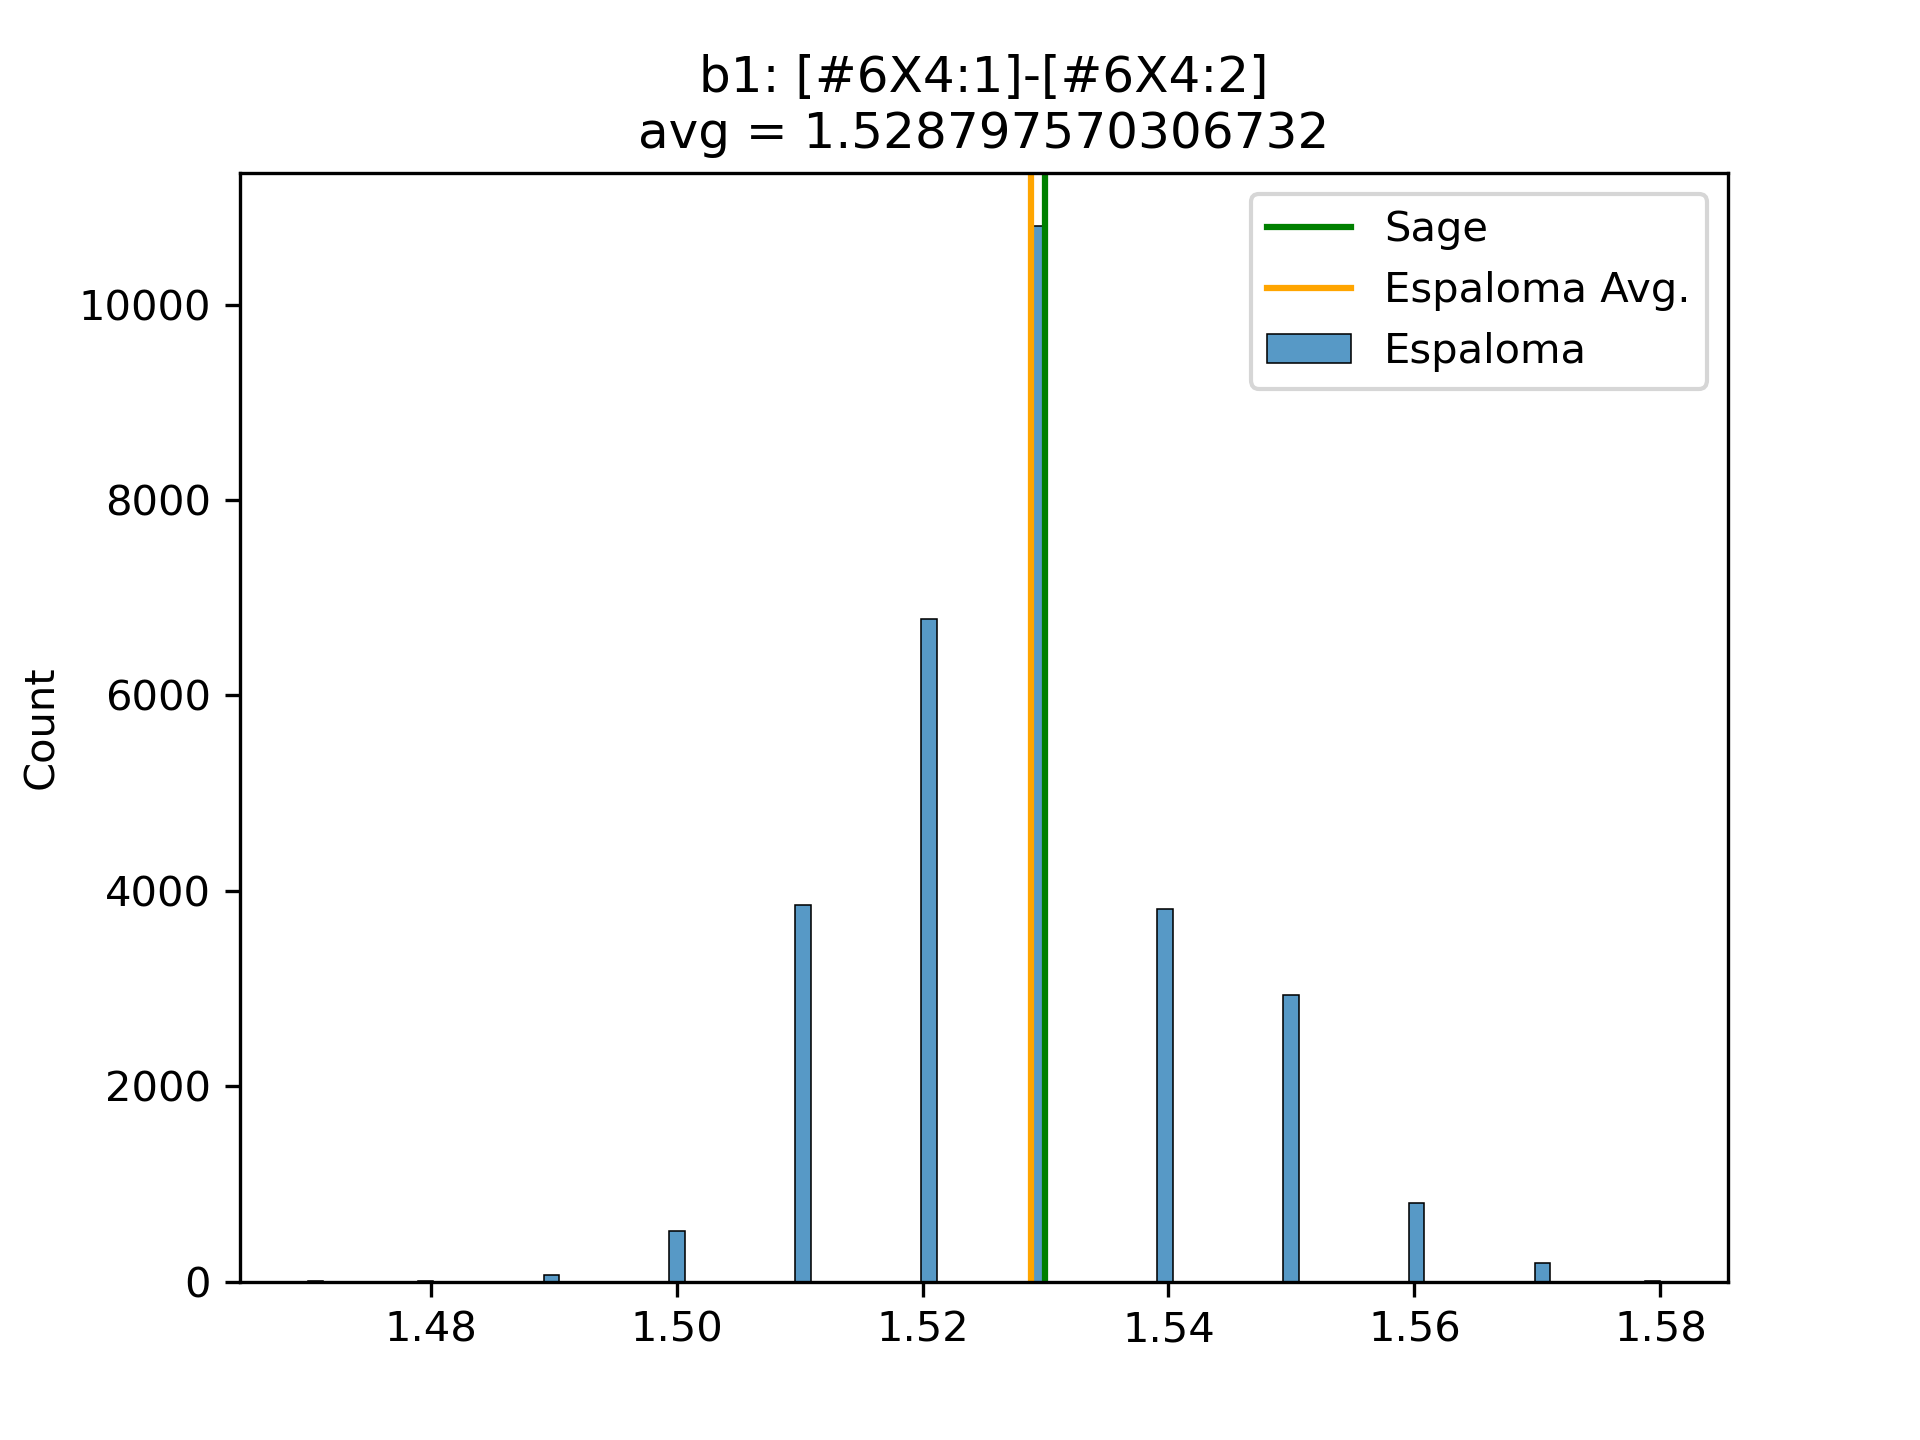 b1: [#6X4:1]-[#6X4:2]
avg = 1.528797570306732
Sage
Espaloma Avg.
Espaloma
10000
8000
6000
4000
2000
0
Count
1.48 1.50 1.52 1.54 1.56 1.58